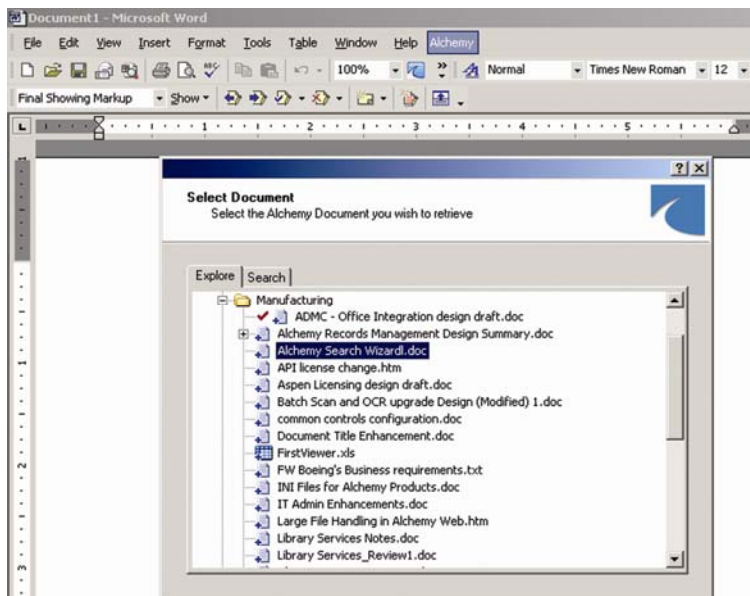 Document1 - Microsoft Word
File Edit View Insert Format Tools Table Window Help Alchemy
100% Normal Times New Roman 12
Final Showing Markup Show
1 2 3 4 5
Select Document
Select the Alchemy Document you wish to retrieve
Explore Search
Manufacturing
ADMC - Office Integration design draft.doc
Alchemy Records Management Design Summary.doc
Alchemy Search Wizardl.doc
API license change.htm
Aspen Licensing design draft.doc
Batch Scan and OCR upgrade Design (Modified) 1.doc
common controls configuration.doc
Document Title Enhancement.doc
FirstViewer.xls
FW Boeing's Business requirements.txt
INI Files for Alchemy Products.doc
IT Admin Enhancements.doc
Large File Handling in Alchemy Web.htm
Library Services Notes.doc
Library Services_Review1.doc